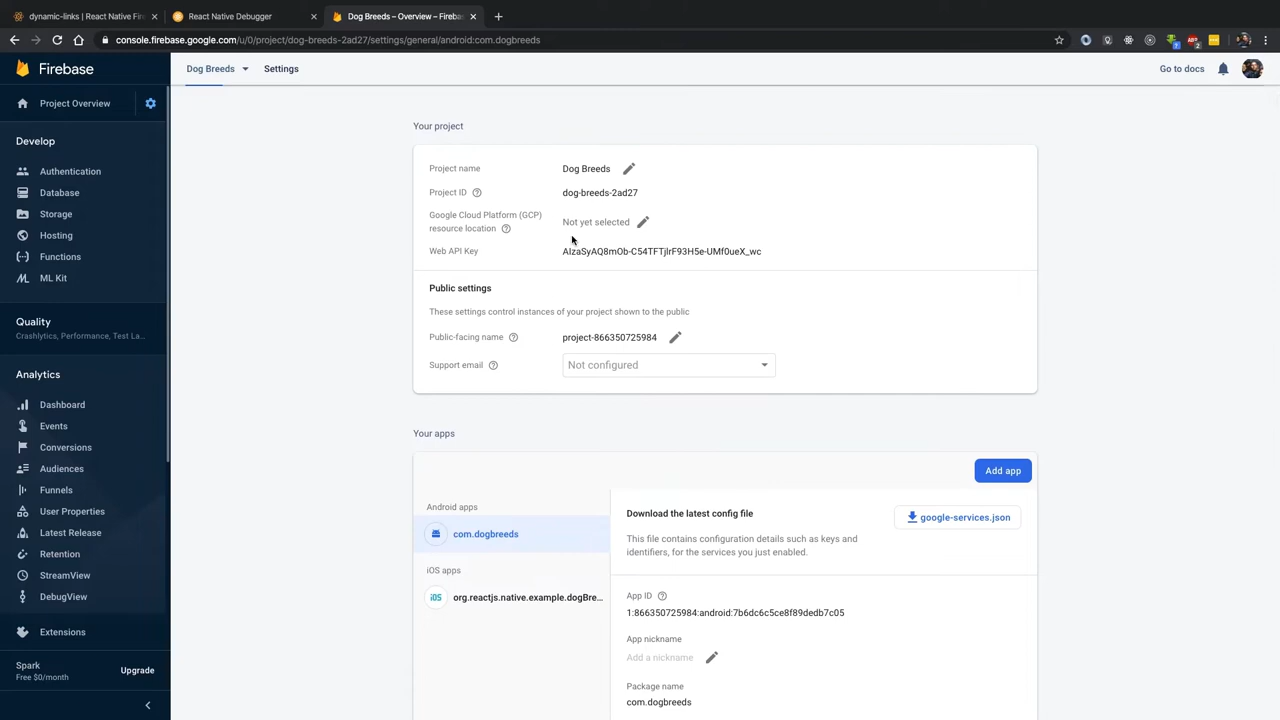 dynamic-links | React Native Fir
React Native Debugger
Dog Breeds – Overview – Fireba
console.firebase.google.com/u/0/project/dog-breeds-2ad27/settings/general/android:com.dogbreeds
Firebase
Dog Breeds
Settings
Go to docs
Project Overview
Develop
Authentication
Database
Storage
Hosting
Functions
ML Kit
Quality
Crashlytics, Performance, Test La...
Analytics
Dashboard
Events
Conversions
Audiences
Funnels
User Properties
Latest Release
Retention
StreamView
DebugView
Extensions
Spark
Free $0/month
Upgrade
Your project
Project name
Dog Breeds
Project ID
dog-breeds-2ad27
Google Cloud Platform (GCP)
resource location
Not yet selected
Web API Key
AIzaSyAQ8mOb-C54TFTjlrF93H5e-UMf0ueX_wc
Public settings
These settings control instances of your project shown to the public
Public-facing name
project-866350725984
Support email
Not configured
Your apps
Add app
Android apps
com.dogbreeds
iOS apps
iOS
org.reactjs.native.example.dogBre...
Download the latest config file
google-services.json
This file contains configuration details such as keys and
identifiers, for the services you just enabled.
App ID
1:866350725984:android:7b6dc6c5ce8f89dedb7c05
App nickname
Add a nickname
Package name
com.dogbreeds